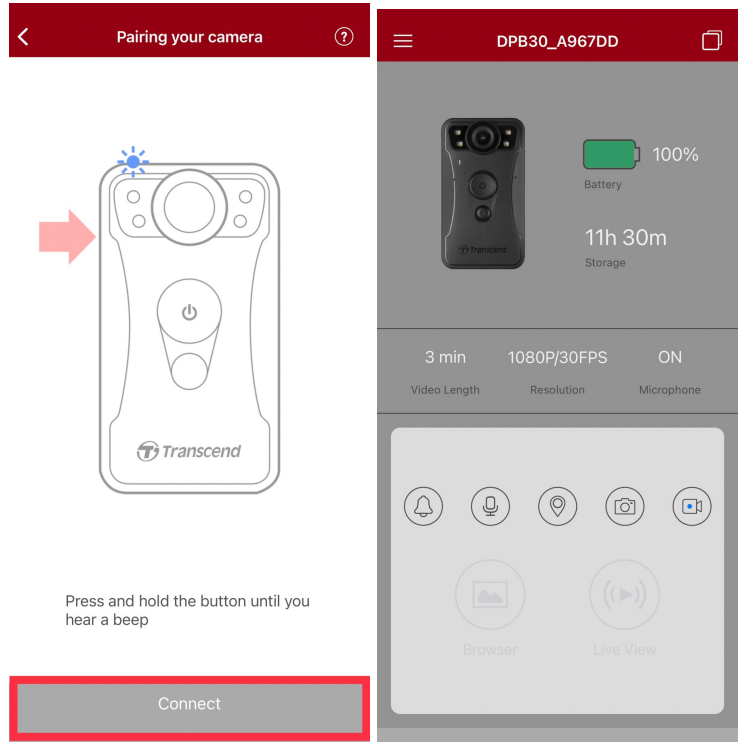 Pairing your camera
?
Transcend
Press and hold the button until you
hear a beep
Connect
DPB30_A967DD
100%
Battery
11h 30m
Storage
Transcend
3 min
1080P/30FPS
ON
Video Length
Resolution
Microphone
Browser
Live View